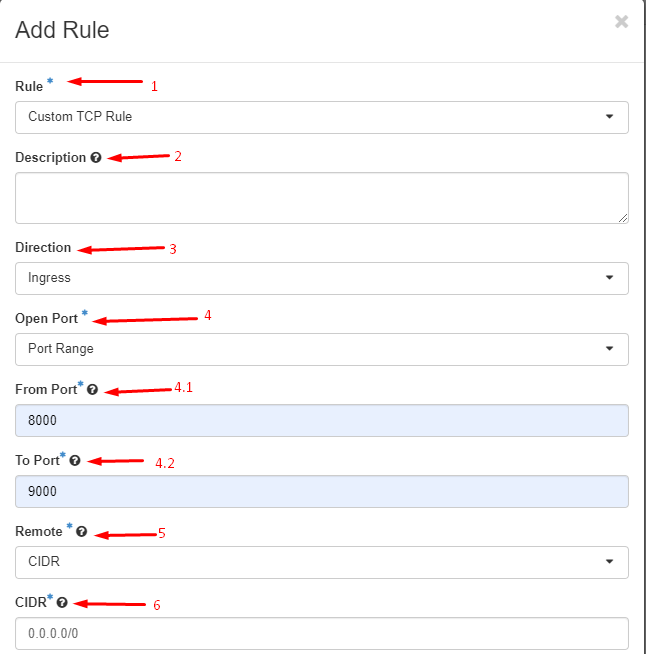 Add Rule ×
Rule * 1
Custom TCP Rule
Description ? 2
Direction 3
Ingress
Open Port * 4
Port Range
From Port* ? 4.1
8000
To Port* ? 4.2
9000
Remote * ? 5
CIDR
CIDR* ? 6
0.0.0.0/0